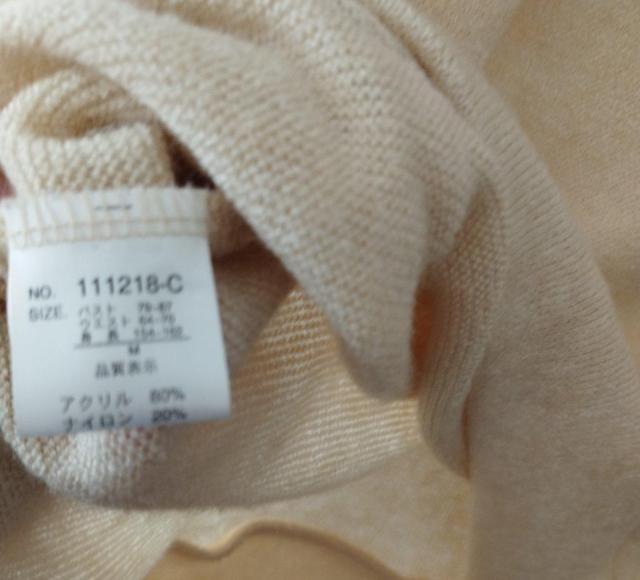 NO. 111218-C
SIZE. バスト 79-87
ウエスト 64-70
身長 154-162
M
品質表示
アクリル 80%
ナイロン 20%